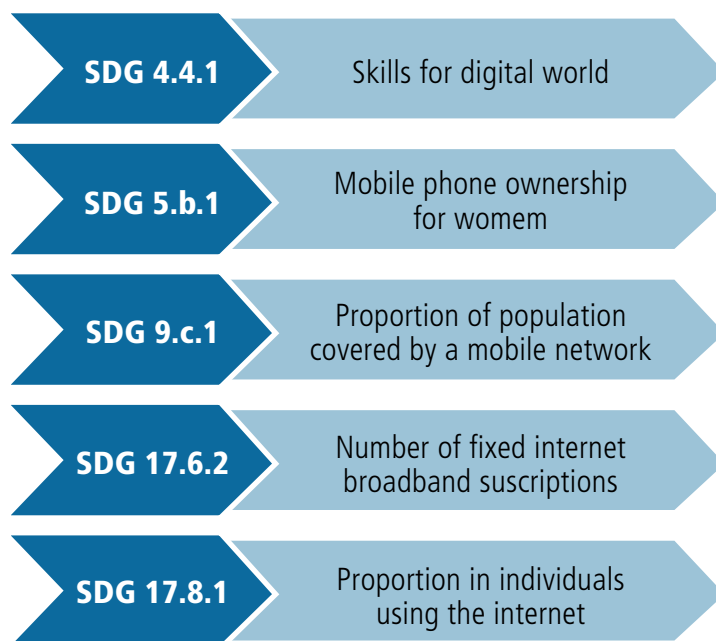 SDG 4.4.1
Skills for digital world
SDG 5.b.1
Mobile phone ownership
for womem
SDG 9.c.1
Proportion of population
covered by a mobile network
SDG 17.6.2
Number of fixed internet
broadband suscriptions
SDG 17.8.1
Proportion in individuals
using the internet